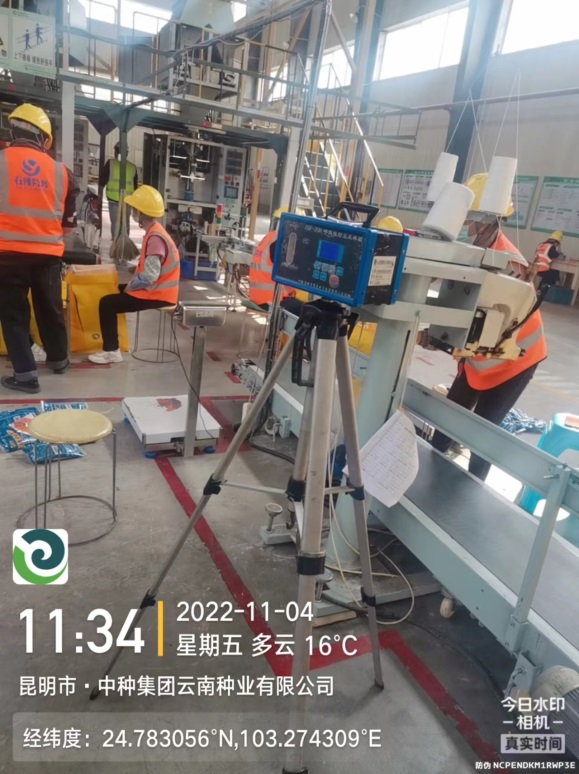 11:34
2022-11-04
星期五 多云 16°C
昆明市·中种集团云南种业有限公司
经纬度：24.783056°N,103.274309°E
今日水印
-相机-
真实时间
防伪 NCPENDKM1RWP3E